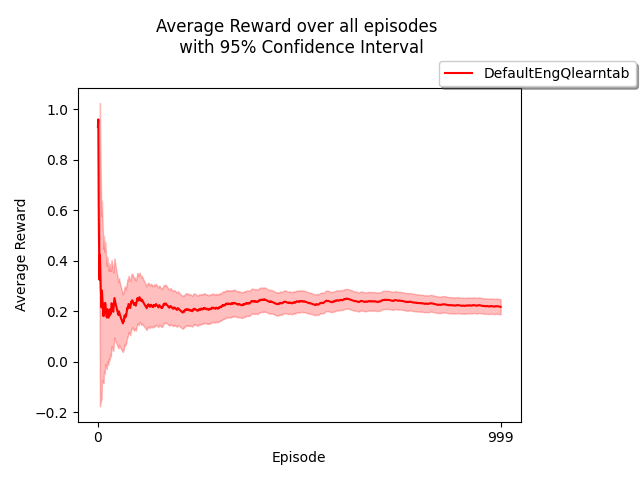 Average Reward over all episodes
with 95% Confidence Interval
DefaultEngQlearntab
1.0
0.8
0.6
0.4
0.2
0.0
−0.2
Average Reward
0
999
Episode